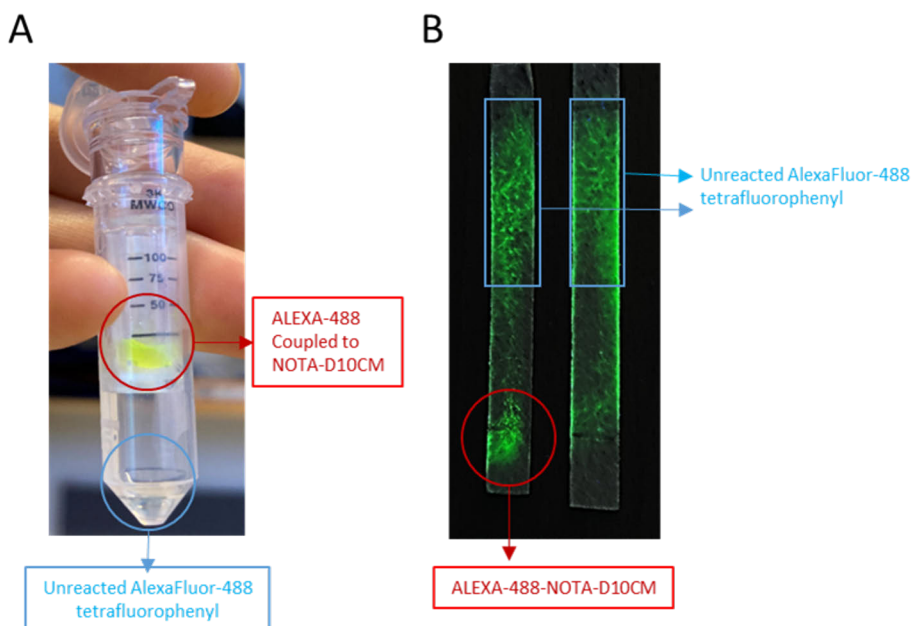 A
B
3K
MWCO
100
75
50
ALEXA-488
Coupled to
NOTA-D10CM
Unreacted AlexaFluor-488
tetrafluorophenyl
Unreacted AlexaFluor-488
tetrafluorophenyl
ALEXA-488-NOTA-D10CM